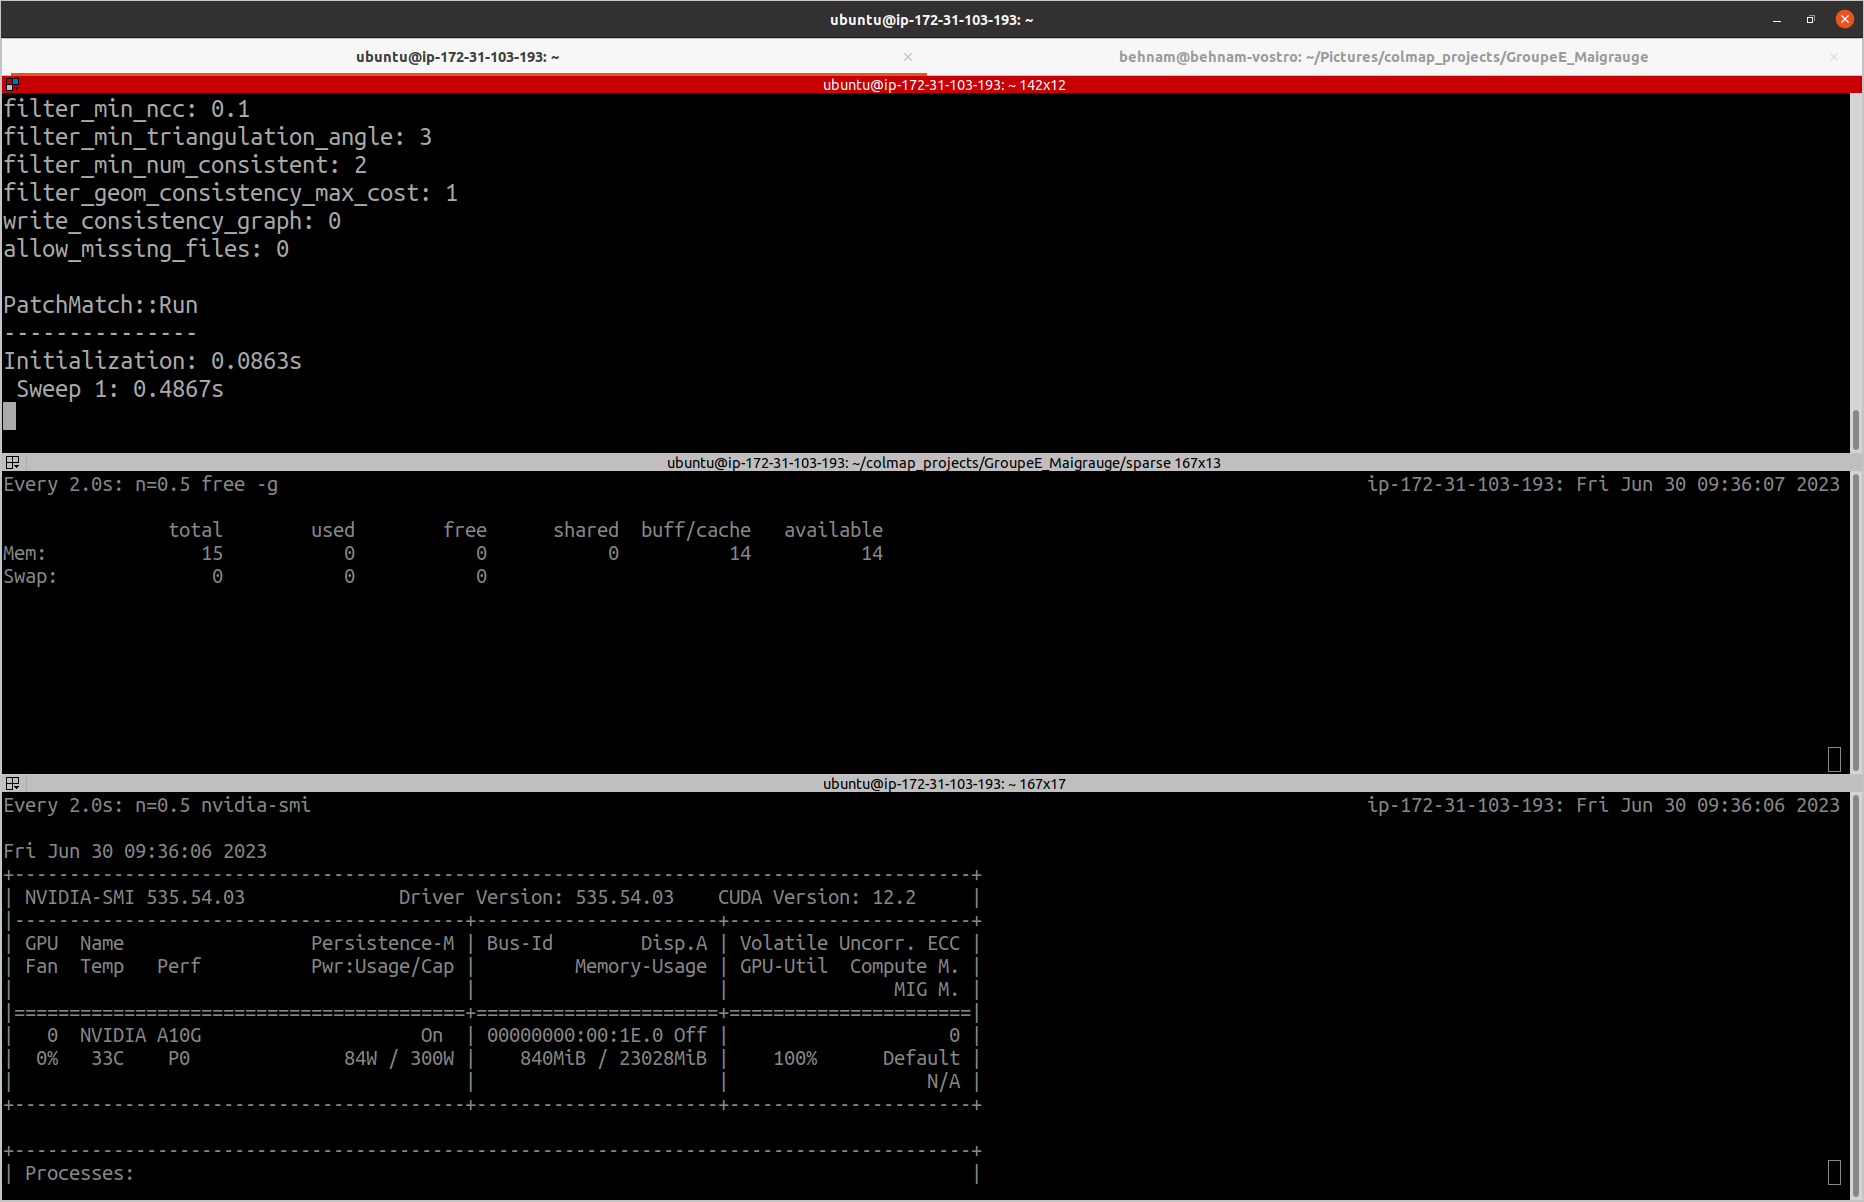 ubuntu@ip-172-31-103-193: ~
ubuntu@ip-172-31-103-193: ~
behnam@behnam-vostro: ~/Pictures/colmap_projects/GroupeE_Maigrauge
ubuntu@ip-172-31-103-193: ~ 142x12
filter_min_ncc: 0.1
filter_min_triangulation_angle: 3
filter_min_num_consistent: 2
filter_geom_consistency_max_cost: 1
write_consistency_graph: 0
allow_missing_files: 0
PatchMatch::Run
---------------
Initialization: 0.0863s
Sweep 1: 0.4867s
ubuntu@ip-172-31-103-193: ~/colmap_projects/GroupeE_Maigrauge/sparse 167x13
Every 2.0s: n=0.5 free -g ip-172-31-103-193: Fri Jun 30 09:36:07 2023
total used free shared buff/cache available
Mem: 15 0 0 0 14 14
Swap: 0 0 0
ubuntu@ip-172-31-103-193: ~ 167x17
Every 2.0s: n=0.5 nvidia-smi ip-172-31-103-193: Fri Jun 30 09:36:06 2023
Fri Jun 30 09:36:06 2023
+---------------------------------------------------------------------------------------+
| NVIDIA-SMI 535.54.03 Driver Version: 535.54.03 CUDA Version: 12.2 |
|-----------------------------------------+----------------------+----------------------+
| GPU Name Persistence-M | Bus-Id Disp.A | Volatile Uncorr. ECC |
| Fan Temp Perf Pwr:Usage/Cap | Memory-Usage | GPU-Util Compute M. |
| | | MIG M. |
|=========================================+======================+======================|
| 0 NVIDIA A10G On | 00000000:00:1E.0 Off | 0 |
| 0% 33C P0 84W / 300W | 840MiB / 23028MiB | 100% Default |
| | | N/A |
+-----------------------------------------+----------------------+----------------------+
+---------------------------------------------------------------------------------------+
| Processes: |